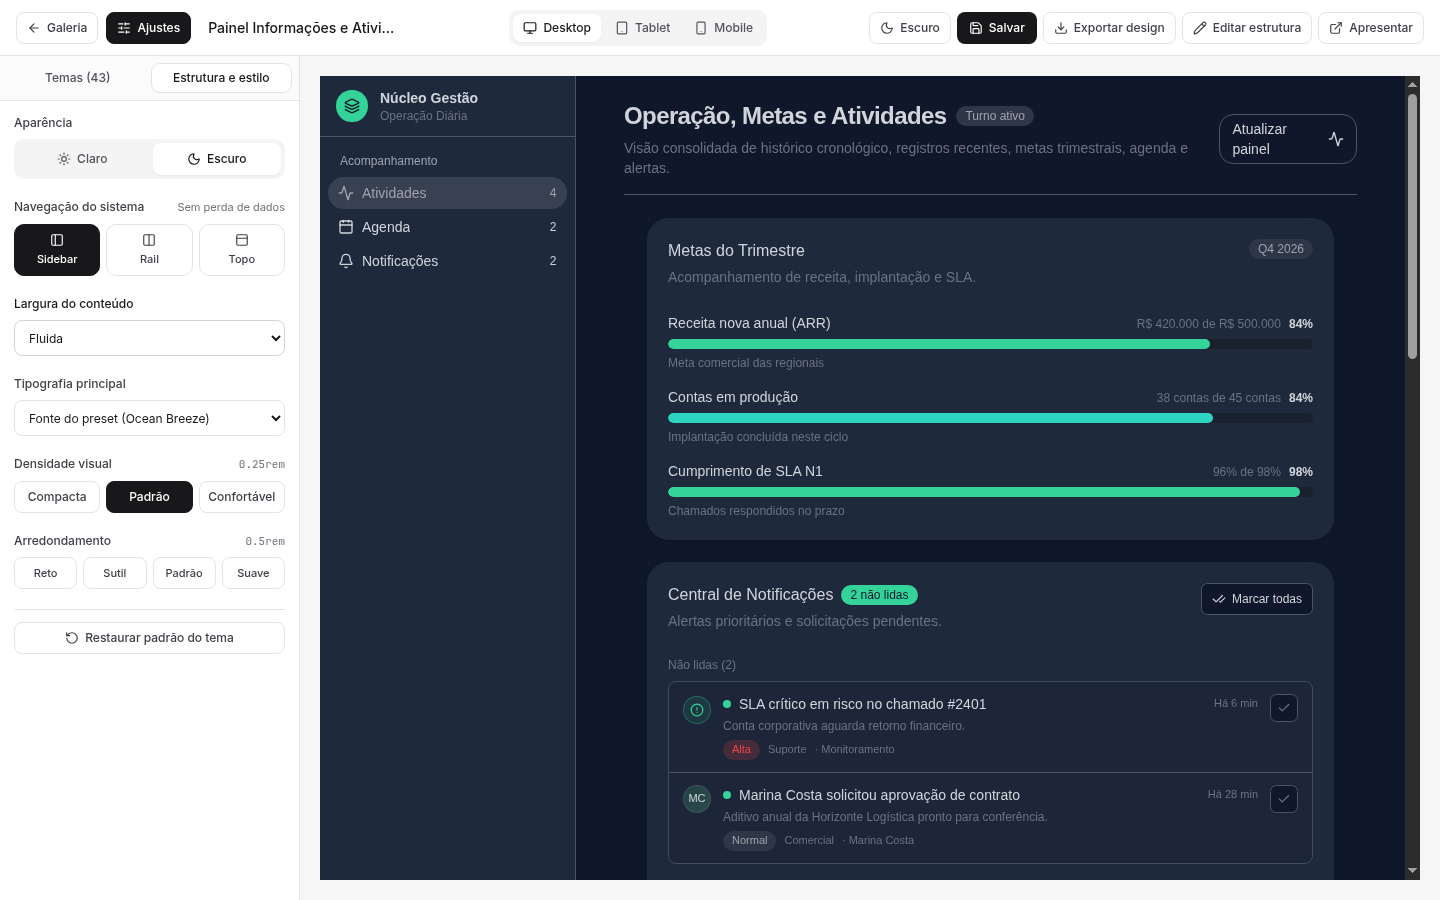 Galeria
Ajustes
Painel Informações e Ativi...
Desktop
Tablet
Mobile
Escuro
Salvar
Exportar design
Editar estrutura
Apresentar
Temas (43)
Estrutura e estilo
Aparência
Claro
Escuro
Navegação do sistema
Sem perda de dados
Sidebar
Rail
Topo
Largura do conteúdo
Fluida
Tipografia principal
Fonte do preset (Ocean Breeze)
Densidade visual
0.25rem
Compacta
Padrão
Confortável
Arredondamento
0.5rem
Reto
Sutil
Padrão
Suave
Restaurar padrão do tema
Núcleo Gestão
Operação Diária
Acompanhamento
Atividades
4
Agenda
2
Notificações
2
Operação, Metas e Atividades
Turno ativo
Visão consolidada de histórico cronológico, registros recentes, metas trimestrais, agenda e
alertas.
Atualizar
painel
Metas do Trimestre
Q4 2026
Acompanhamento de receita, implantação e SLA.
Receita nova anual (ARR)
R$ 420.000 de R$ 500.000
84%
Meta comercial das regionais
Contas em produção
38 contas de 45 contas
84%
Implantação concluída neste ciclo
Cumprimento de SLA N1
96% de 98%
98%
Chamados respondidos no prazo
Central de Notificações
2 não lidas
Marcar todas
Alertas prioritários e solicitações pendentes.
Não lidas (2)
SLA crítico em risco no chamado #2401
Há 6 min
Conta corporativa aguarda retorno financeiro.
Alta
Suporte
· Monitoramento
MC
Marina Costa solicitou aprovação de contrato
Há 28 min
Aditivo anual da Horizonte Logística pronto para conferência.
Normal
Comercial
· Marina Costa